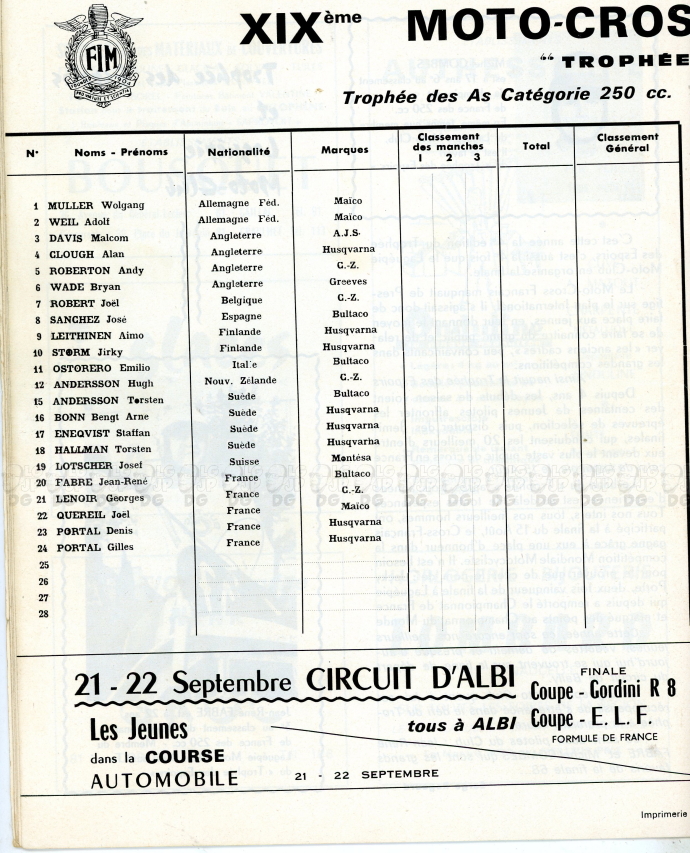 FIM
XIXème MOTO-CROS
“ TROPHÉE
Trophée des As Catégorie 250 cc.
N° Noms - Prénoms Nationalité Marques Classement des manches 1 2 3 Total Classement Général
1 MULLER Wolgang Allemagne Féd. Maïco
2 WEIL Adolf Allemagne Féd. Maïco
3 DAVIS Malcom Angleterre A.J.S.
4 CLOUGH Alan Angleterre Husqvarna
5 ROBERTON Andy Angleterre C.-Z.
6 WADE Bryan Angleterre Greeves
7 ROBERT Joël Belgique C.-Z.
8 SANCHEZ José Espagne Bultaco
9 LEITHINEN Aimo Finlande Husqvarna
10 STORM Jirky Finlande Husqvarna
11 OSTORERO Emilio Italie Bultaco
12 ANDERSSON Hugh Nouv. Zélande C.-Z.
15 ANDERSSON Torsten Suède Bultaco
16 BONN Bengt Arne Suède Husqvarna
17 ENEQVIST Staffan Suède Husqvarna
18 HALLMAN Torsten Suède Husqvarha
19 LOTSCHER Josef Suisse Montésa
20 FABRE Jean-René France Bultaco
21 LENOIR Georges France C.-Z.
22 QUEREIL Joël France Maïco
23 PORTAL Denis France Husqvarna
24 PORTAL Gilles France Husqvarna
25
26
27
28
21 - 22 Septembre CIRCUIT D'ALBI
FINALE
Coupe - Gordini R 8
Les Jeunes
tous à ALBI
Coupe - E. L. F.
FORMULE DE FRANCE
dans la COURSE
AUTOMOBILE
21 - 22 SEPTEMBRE
Imprimerie